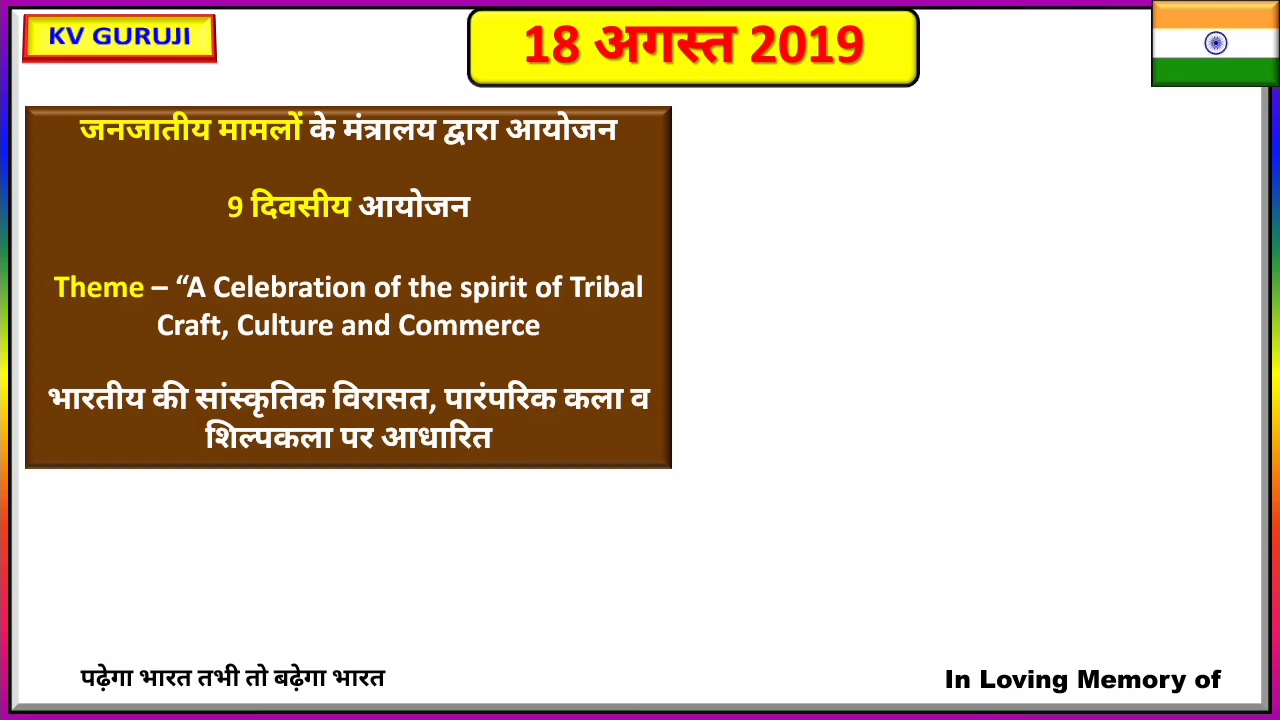 KV GURUJI
18 अगस्त 2019
जनजातीय मामलों के मंत्रालय द्वारा आयोजन
9 दिवसीय आयोजन
Theme – “A Celebration of the spirit of Tribal
Craft, Culture and Commerce
भारतीय की सांस्कृतिक विरासत, पारंपरिक कला व
शिल्पकला पर आधारित
पढ़ेगा भारत तभी तो बढ़ेगा भारत
In Loving Memory of